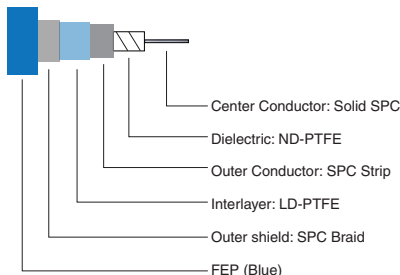 Center Conductor: Solid SPC
Dielectric: ND-PTFE
Outer Conductor: SPC Strip
Interlayer: LD-PTFE
Outer shield: SPC Braid
FEP (Blue)